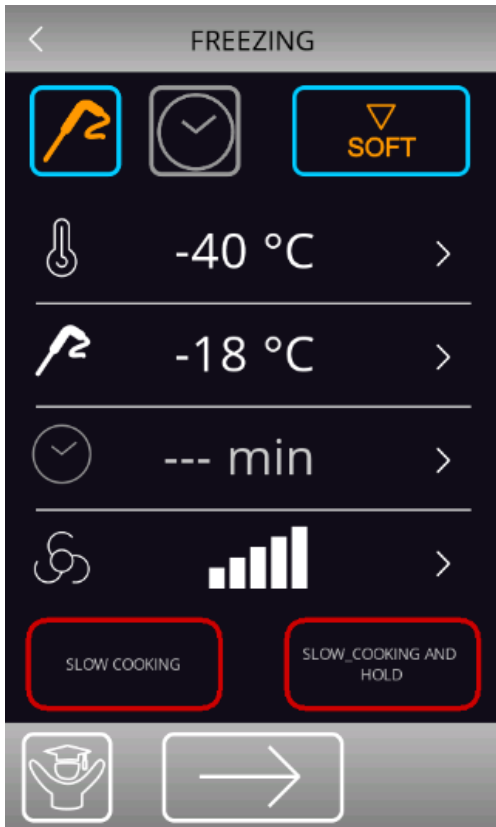 FREEZING
SOFT
-40 °C
-18 °C
--- min
SLOW COOKING
SLOW_COOKING AND
HOLD